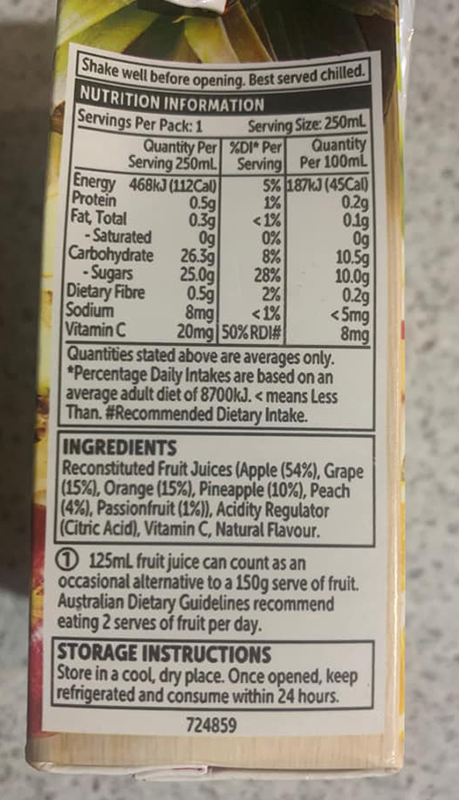 Shake well before opening. Best served chilled.
NUTRITION INFORMATION
Servings Per Pack: 1 Serving Size: 250mL
Quantity Per Serving 250mL %DI* Per Serving Quantity Per 100mL
Energy 468kJ (112Cal) 5% 187kJ (45Cal)
Protein 0.5g 1% 0.2g
Fat, Total 0.3g <1% 0.1g
- Saturated 0g 0% 0g
Carbohydrate 26.3g 8% 10.5g
- Sugars 25.0g 28% 10.0g
Dietary Fibre 0.5g 2% 0.2g
Sodium 8mg <1% <5mg
Vitamin C 20mg 50%RDI# 8mg
Quantities stated above are averages only.
*Percentage Daily Intakes are based on an
average adult diet of 8700kJ. < means Less
Than. #Recommended Dietary Intake.
INGREDIENTS
Reconstituted Fruit Juices (Apple (54%), Grape
(15%), Orange (15%), Pineapple (10%), Peach
(4%), Passionfruit (1%)), Acidity Regulator
(Citric Acid), Vitamin C, Natural Flavour.
① 125mL fruit juice can count as an
occasional alternative to a 150g serve of fruit.
Australian Dietary Guidelines recommend
eating 2 serves of fruit per day.
STORAGE INSTRUCTIONS
Store in a cool, dry place. Once opened, keep
refrigerated and consume within 24 hours.
724859